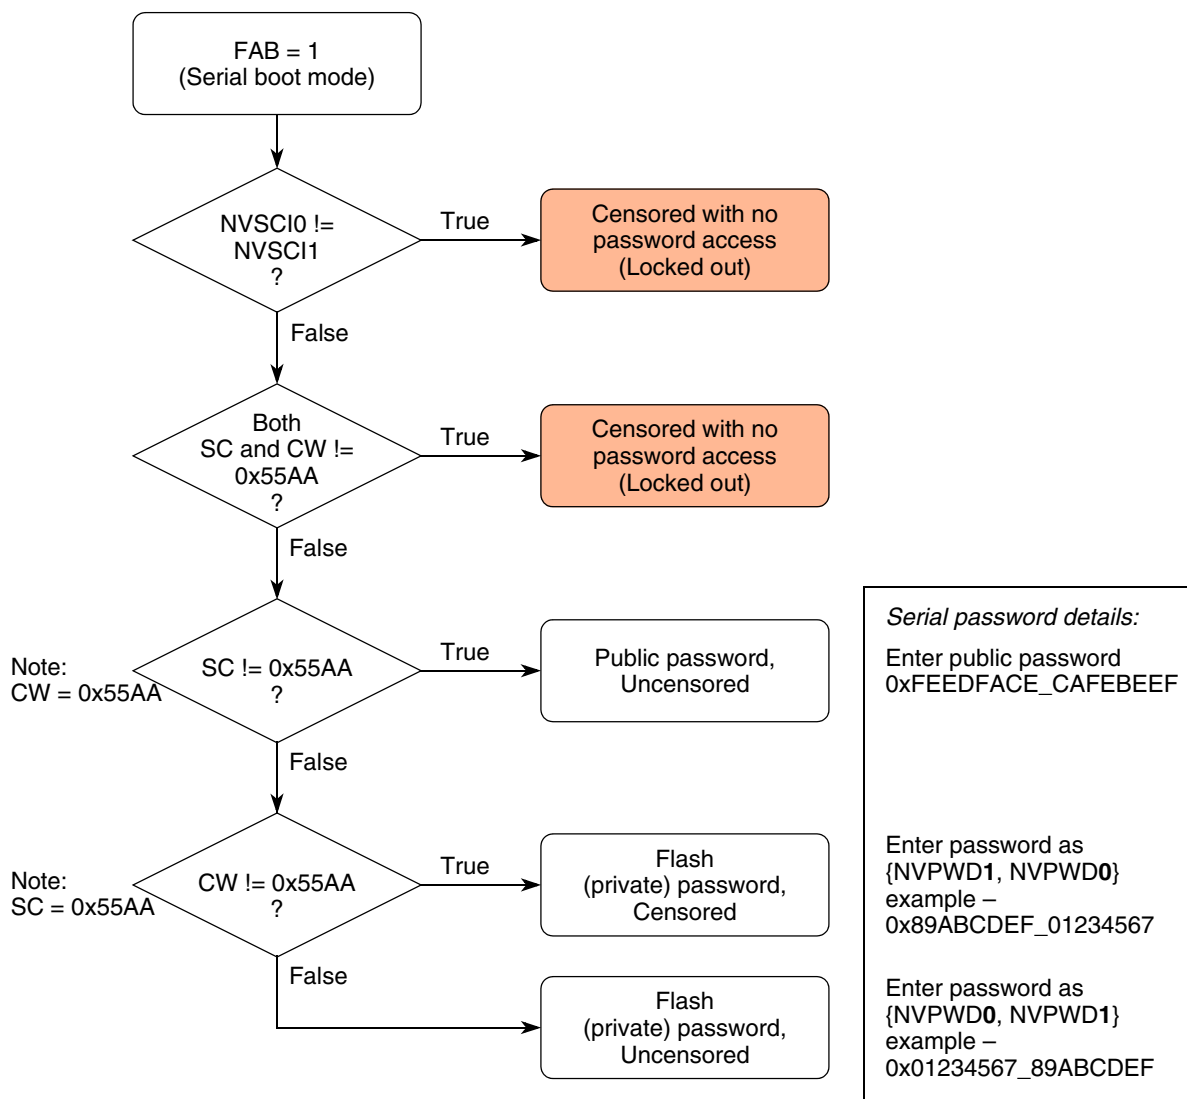 FAB = 1
(Serial boot mode)
NVSCI0 !=
NVSCI1
?
True
Censored with no
password access
(Locked out)
False
Both
SC and CW !=
0x55AA
?
True
Censored with no
password access
(Locked out)
False
Note:
CW = 0x55AA
SC != 0x55AA
?
True
Public password,
Uncensored
False
Note:
SC = 0x55AA
CW != 0x55AA
?
True
Flash
(private) password,
Censored
False
Flash
(private) password,
Uncensored
Serial password details:
Enter public password
0xFEEDFACE_CAFEBEEF
Enter password as
{NVPWD1, NVPWD0}
example –
0x89ABCDEF_01234567
Enter password as
{NVPWD0, NVPWD1}
example –
0x01234567_89ABCDEF